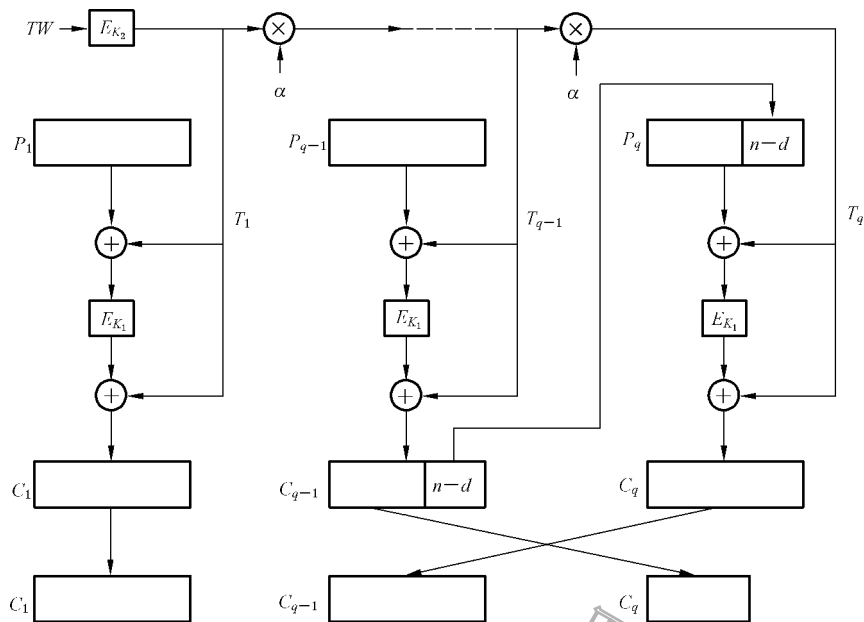 TW E_{K_2}
α α
P_1 P_{q-1} P_q n-d
T_1 T_{q-1} T_q
E_{K_1} E_{K_1} E_{K_1}
C_1 C_{q-1} n-d C_q
C_1 C_{q-1} C_q